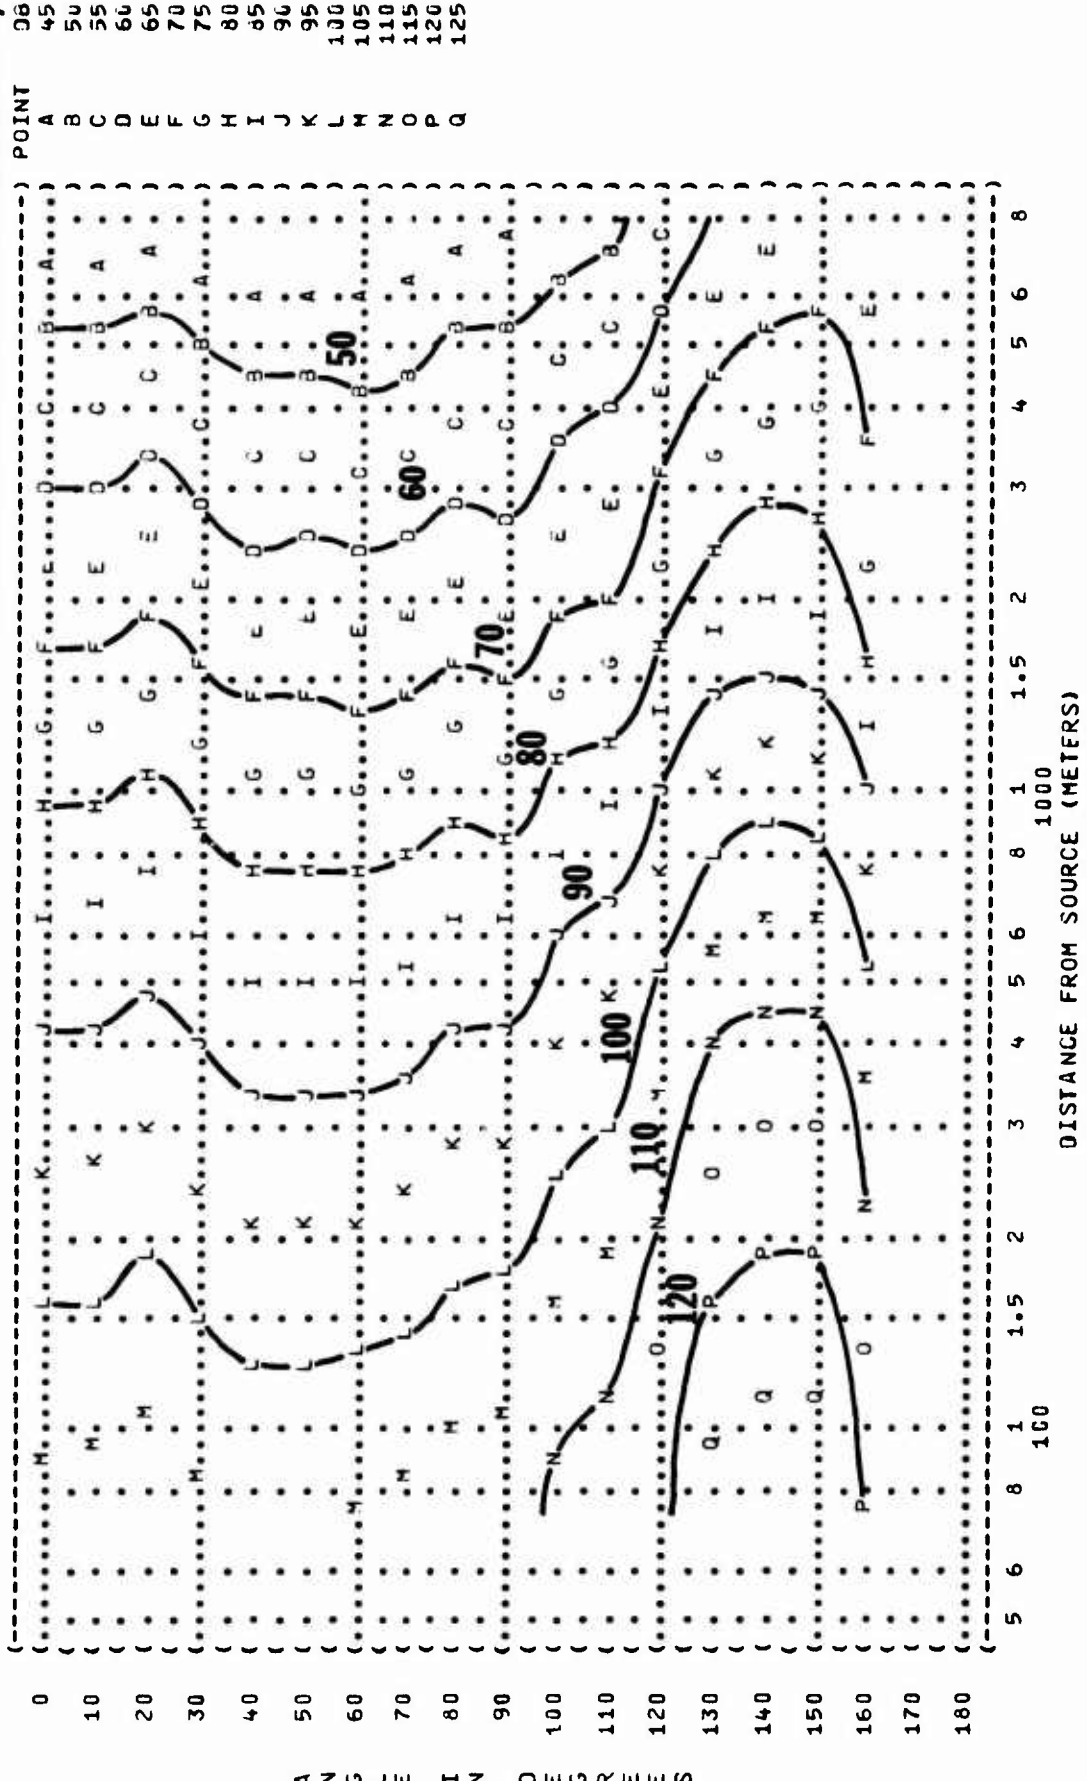 POINT DB
0 M L K J I H G F E D C B A A 45
B 50
10 M L K J I H G F E D C B A C 55
D 60
20 M L K J I H G F E D C B A E 65
F 70
30 M L K J I H G F E D C B A G 75
H 80
40 L K J I H G F E D C B A I 85
J 90
50 L K J I H G F E D C B A K 95
50 L 100
60 M L K J I H G F E D C B A M 105
N 110
70 M L K J I H G F E D C B A O 115
60 P 120
80 M L K J I H G F E D C B A Q 125
70
90 M L K J I H G F E D C B A
80
100 N M L K J I H G F E D C B
90
110 N M L K J I H G F E D C B
100
110
120 O N M L K J I H G F E D C
120
130 Q P O N M L K J I H G F E
140 Q P O N M L K J I H G F E
150 Q P O N M L K J I H G F
160 P O N M L K J I H G F E
170
180
ANGLE IN DEGREES
5 6 8 1 1.5 2 3 4 5 6 8 1 1.5 2 3 4 5 6 8
100 1000
DISTANCE FROM SOURCE (METERS)